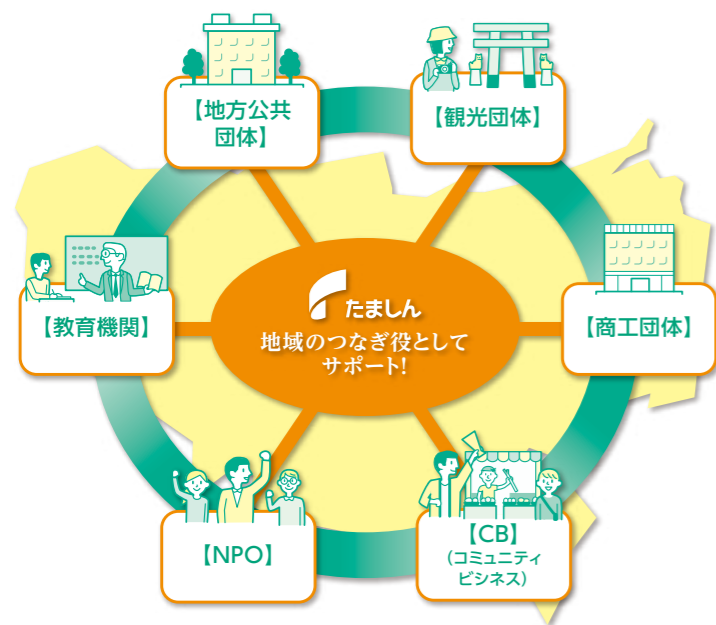 【地方公共
団体】
【観光団体】
【教育機関】
たましん
地域のつなぎ役として
サポート!
【商工団体】
【NPO】
【CB】
(コミュニティ
ビジネス)